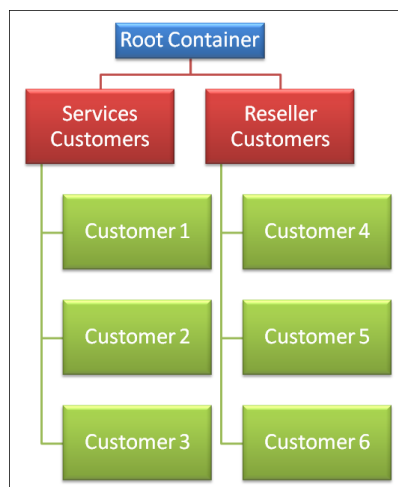 Root Container
Services
Customers
Reseller
Customers
Customer 1
Customer 2
Customer 3
Customer 4
Customer 5
Customer 6